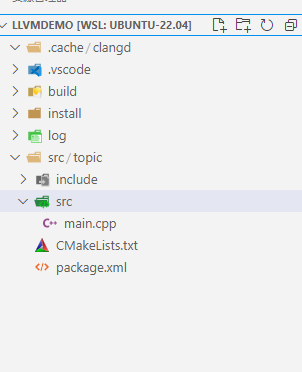 LLVMDEMO [WSL: UBUNTU-22.04]
.cache/clangd
.vscode
build
install
log
src/topic
include
src
main.cpp
CMakeLists.txt
package.xml